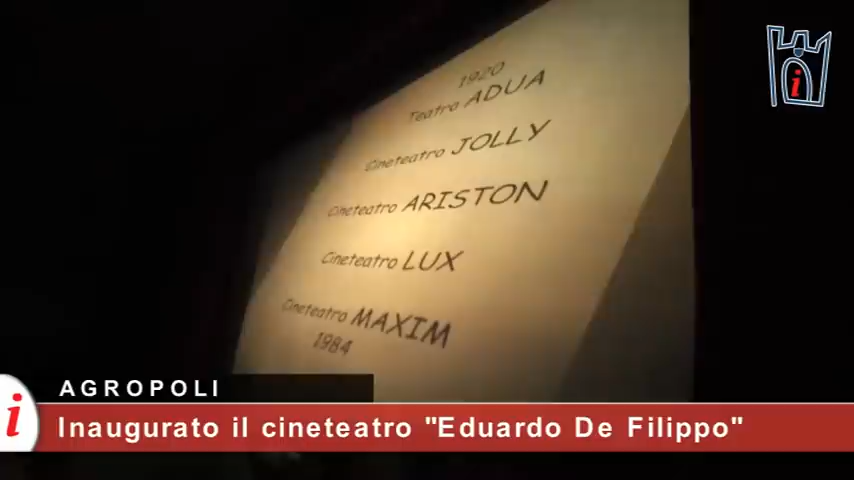 1920
Teatro ADUA
Cineteatro JOLLY
Cineteatro ARISTON
Cineteatro LUX
Cineteatro MAXIM
1984
i
AGROPOLI
i
Inaugurato il cineteatro "Eduardo De Filippo"